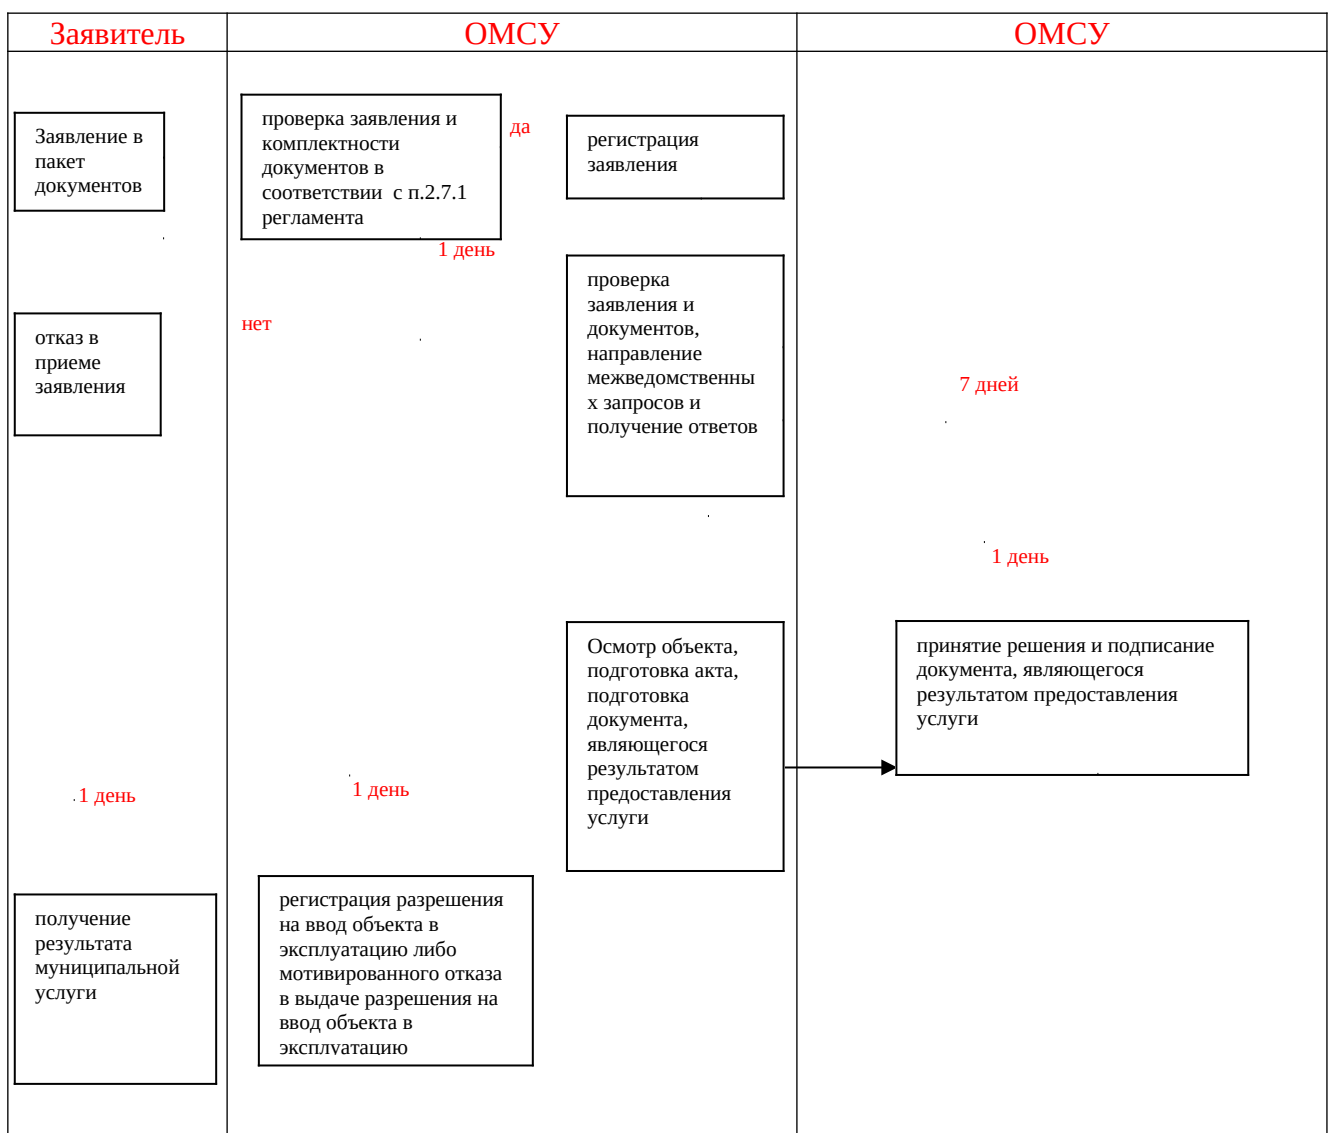 Заявитель
ОМСУ
ОМСУ
Заявление в
пакет
документов
проверка заявления и
комплектности
документов в
соответствии с п.2.7.1
регламента
да
регистрация
заявления
1 день
отказ в
приеме
заявления
нет
проверка
заявления и
документов,
направление
межведомственны
х запросов и
получение ответов
7 дней
1 день
Осмотр объекта,
подготовка акта,
подготовка
документа,
являющегося
результатом
предоставления
услуги
принятие решения и подписание
документа, являющегося
результатом предоставления
услуги
1 день
1 день
получение
результата
муниципальной
услуги
регистрация разрешения
на ввод объекта в
эксплуатацию либо
мотивированного отказа
в выдаче разрешения на
ввод объекта в
эксплуатацию